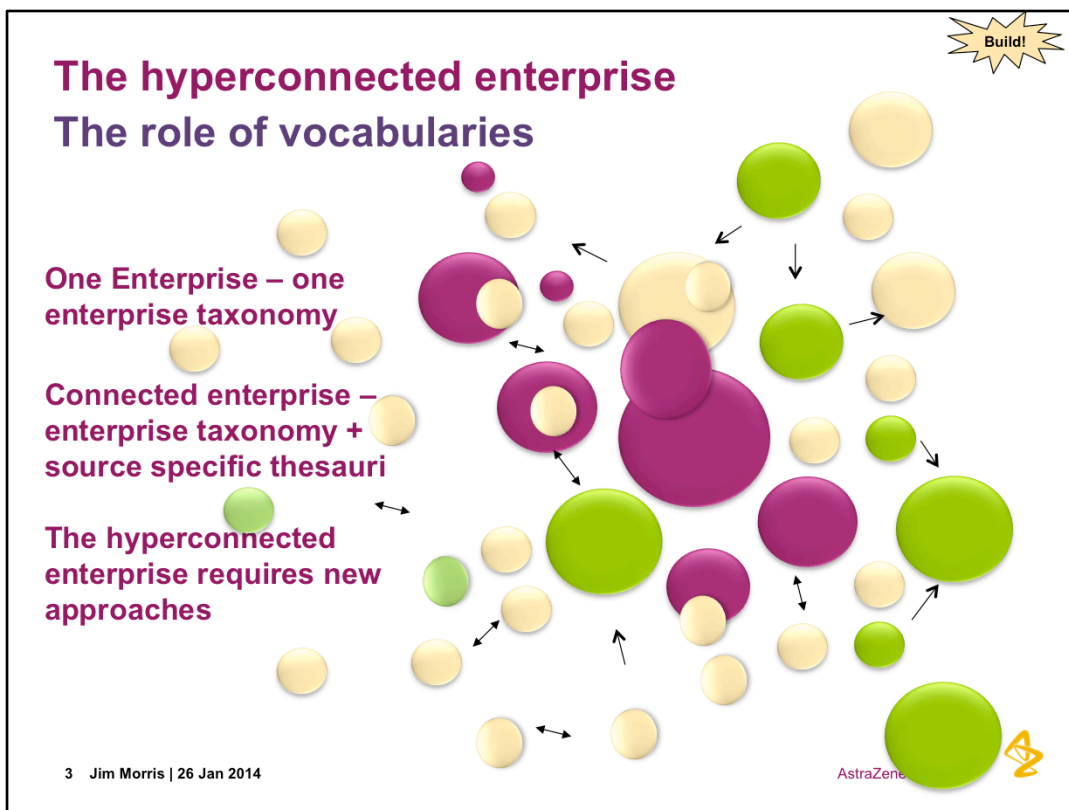 Build!
The hyperconnected enterprise
The role of vocabularies
One Enterprise – one
enterprise taxonomy
Connected enterprise –
enterprise taxonomy +
source specific thesauri
The hyperconnected
enterprise requires new
approaches
3 Jim Morris | 26 Jan 2014